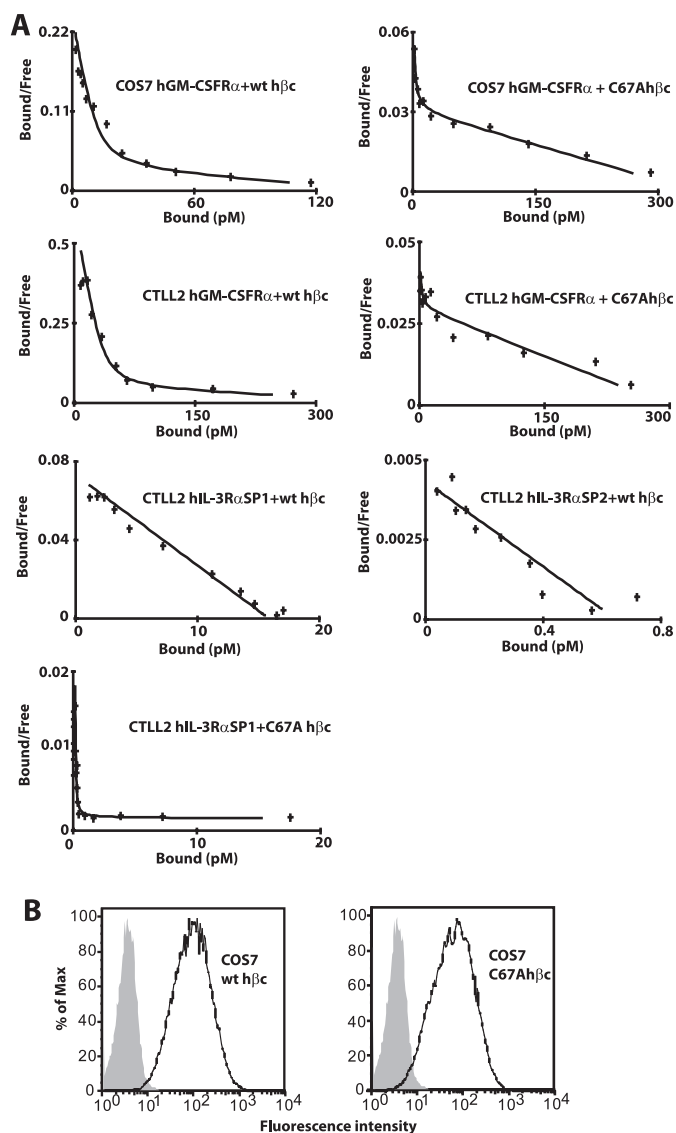 A
0.22
COS7 hGM-CSFRα+wt hβc
0.11
Bound/Free
0
0
60
120
Bound (pM)
0.06
COS7 hGM-CSFRα + C67Ahβc
0.03
Bound/Free
0
0
150
300
Bound (pM)
0.5
CTLL2 hGM-CSFRα+wt hβc
0.25
Bound/Free
0
0
150
300
Bound (pM)
0.05
CTLL2 hGM-CSFRα + C67Ahβc
0.025
Bound/Free
0
0
150
300
Bound (pM)
0.08
CTLL2 hIL-3RαSP1+wt hβc
0.04
Bound/Free
0
0
10
20
Bound (pM)
0.005
CTLL2 hIL-3RαSP2+wt hβc
0.0025
Bound/Free
0
0
0.4
0.8
Bound (pM)
0.02
CTLL2 hIL-3RαSP1+C67A hβc
0.01
Bound/Free
0
0
10
20
Bound (pM)
B
100
80
60
40
20
0
% of Max
COS7
wt hβc
10⁰ 10¹ 10² 10³ 10⁴
100
80
60
40
20
0
COS7
C67Ahβc
10⁰ 10¹ 10² 10³ 10⁴
Fluorescence intensity